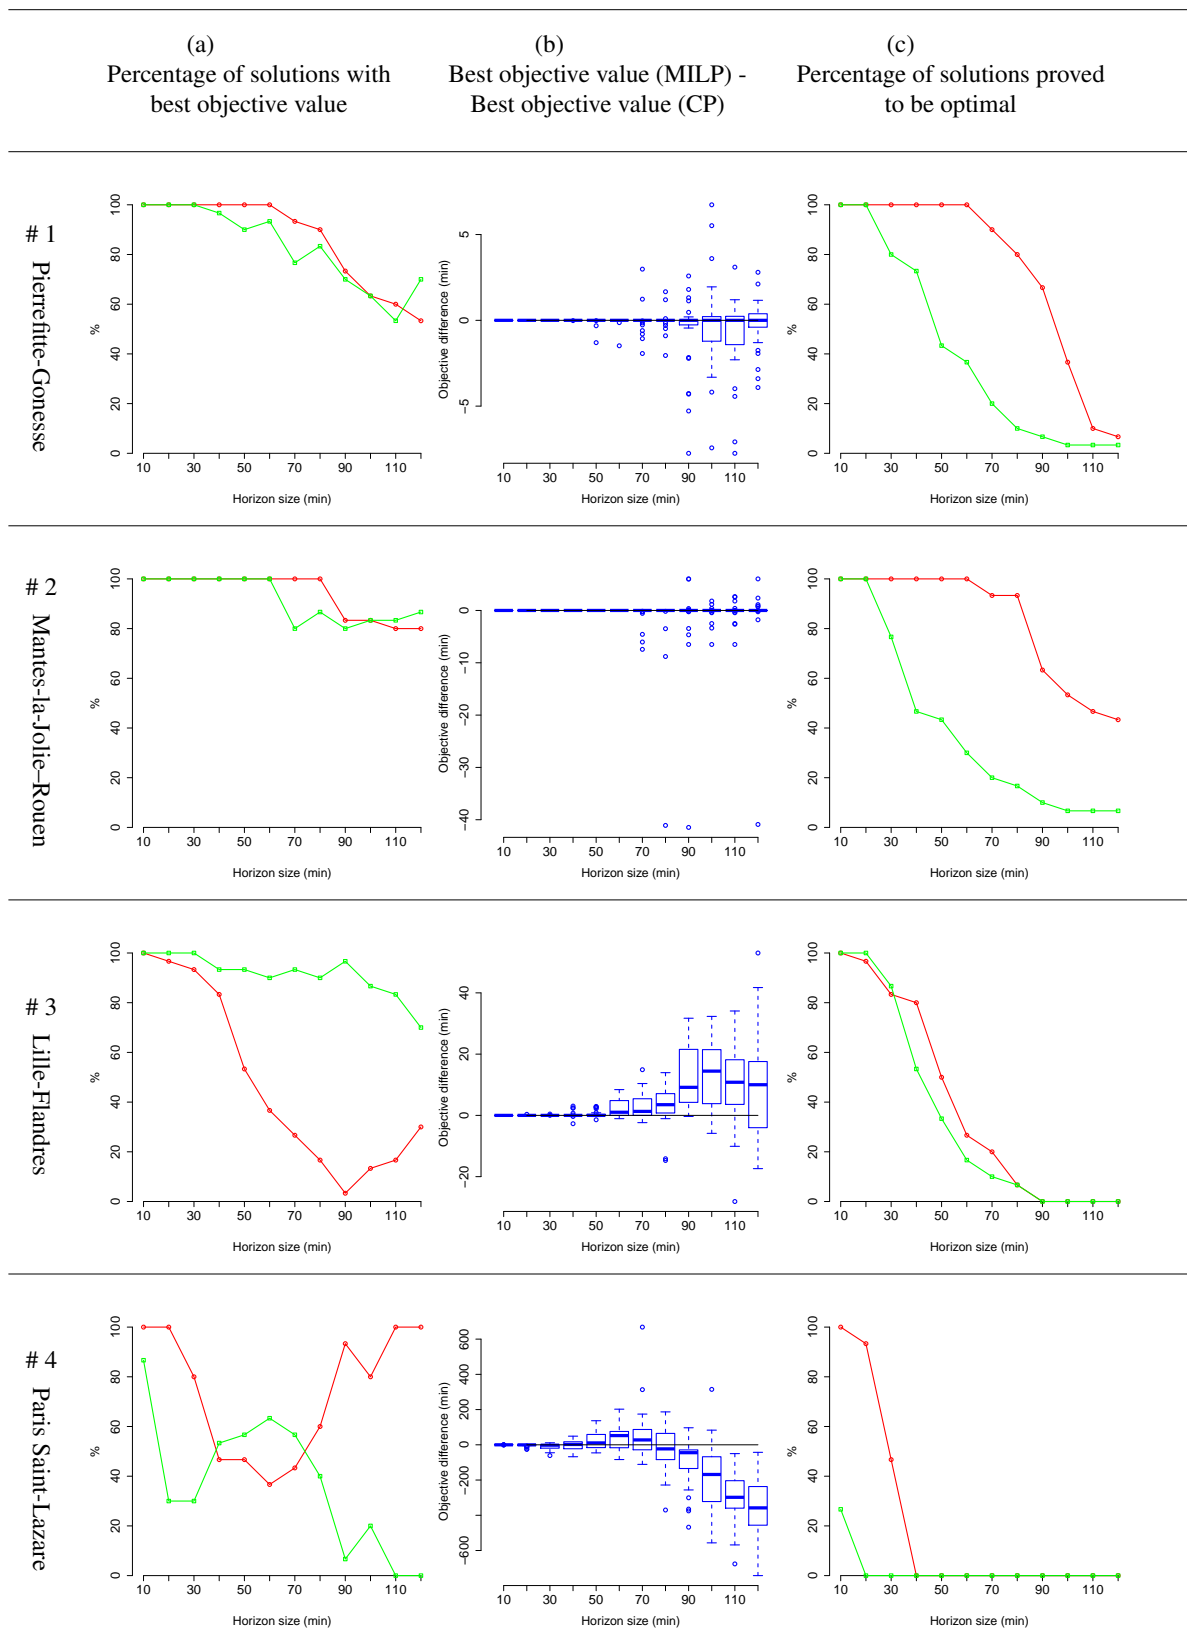 (a)
Percentage of solutions with
best objective value
(b)
Best objective value (MILP) -
Best objective value (CP)
(c)
Percentage of solutions proved
to be optimal
# 1
Pierrefitte-Gonesse
%
0 20 40 60 80 100
10 30 50 70 90 110
Horizon size (min)
Objective difference (min)
−5 0 5
10 30 50 70 90 110
Horizon size (min)
%
0 20 40 60 80 100
10 30 50 70 90 110
Horizon size (min)
# 2
Mantes-la-Jolie–Rouen
%
0 20 40 60 80 100
10 30 50 70 90 110
Horizon size (min)
Objective difference (min)
−40 −30 −20 −10 0
10 30 50 70 90 110
Horizon size (min)
%
0 20 40 60 80 100
10 30 50 70 90 110
Horizon size (min)
# 3
Lille-Flandres
%
0 20 40 60 80 100
10 30 50 70 90 110
Horizon size (min)
Objective difference (min)
−20 0 20 40
10 30 50 70 90 110
Horizon size (min)
%
0 20 40 60 80 100
10 30 50 70 90 110
Horizon size (min)
# 4
Paris Saint-Lazare
%
0 20 40 60 80 100
10 30 50 70 90 110
Horizon size (min)
Objective difference (min)
−600 −200 0 200 400 600
10 30 50 70 90 110
Horizon size (min)
%
0 20 40 60 80 100
10 30 50 70 90 110
Horizon size (min)